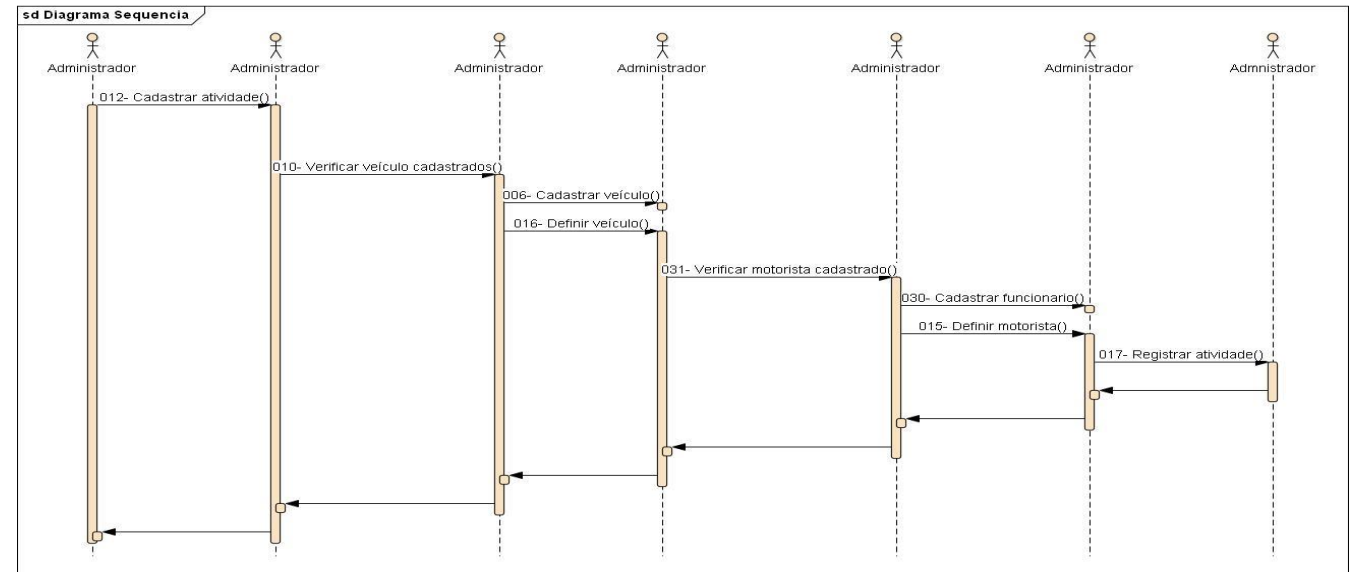 sd Diagrama Sequencia
Administrador Administrador Administrador Administrador Administrador Administrador Admnistrador
012- Cadastrar atividade()
010- Verificar veículo cadastrados()
006- Cadastrar veículo()
016- Definir veículo()
031- Verificar motorista cadastrado()
030- Cadastrar funcionario()
015- Definir motorista()
017- Registrar atividade()